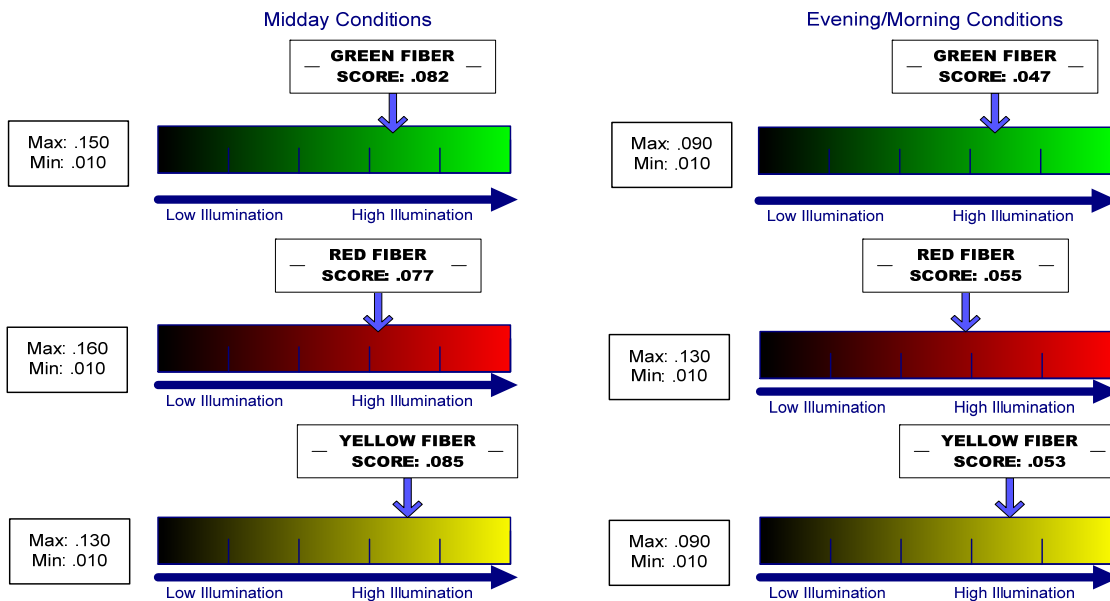 Midday Conditions
GREEN FIBER
SCORE: .082
Max: .150
Min: .010
Low Illumination
High Illumination
RED FIBER
SCORE: .077
Max: .160
Min: .010
Low Illumination
High Illumination
YELLOW FIBER
SCORE: .085
Max: .130
Min: .010
Low Illumination
High Illumination
Evening/Morning Conditions
GREEN FIBER
SCORE: .047
Max: .090
Min: .010
Low Illumination
High Illumination
RED FIBER
SCORE: .055
Max: .130
Min: .010
Low Illumination
High Illumination
YELLOW FIBER
SCORE: .053
Max: .090
Min: .010
Low Illumination
High Illumination